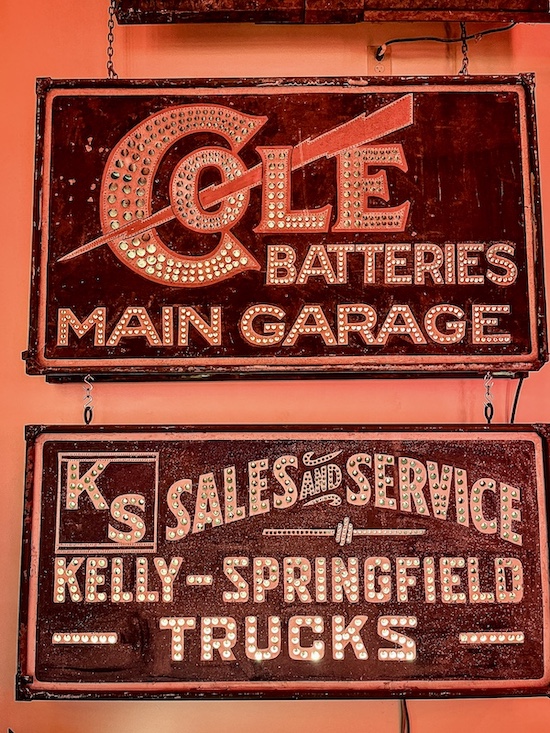 COLE
BATTERIES
MAIN GARAGE
KS
SALES AND SERVICE
KELLY-SPRINGFIELD
- TRUCKS -